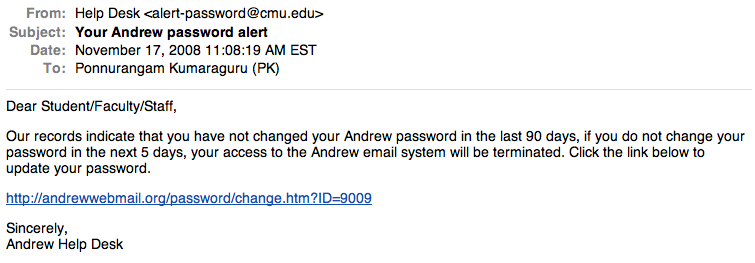 From: Help Desk <alert-password@cmu.edu>
Subject: Your Andrew password alert
Date: November 17, 2008 11:08:19 AM EST
To: Ponnurangam Kumaraguru (PK)
Dear Student/Faculty/Staff,
Our records indicate that you have not changed your Andrew password in the last 90 days, if you do not change your
password in the next 5 days, your access to the Andrew email system will be terminated. Click the link below to
update your password.
http://andrewwebmail.org/password/change.htm?ID=9009
Sincerely,
Andrew Help Desk